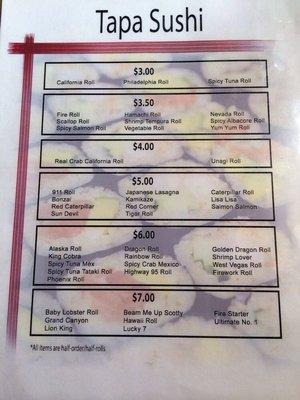 Tapa Sushi
$3.00
California Roll Philadelphia Roll Spicy Tuna Roll
$3.50
Fire Roll Hamachi Roll Nevada Roll
Scallop Roll Shrimp Tempura Roll Spicy Albacore Roll
Spicy Salmon Roll Vegetable Roll Yum Yum Roll
$4.00
Real Crab California Roll Unagi Roll
$5.00
911 Roll Japanese Lasagna Caterpillar Roll
Bonzai Kamikaze Lisa Lisa
Red Caterpillar Red Comet Salmon Salmon
Sun Devil Tiger Roll
$6.00
Alaska Roll Dragon Roll Golden Dragon Roll
King Cobra Rainbow Roll Shrimp Lover
Spicy Tuna Mex Spicy Crab Mexico West Vegas Roll
Spicy Tuna Tataki Roll Highway 95 Roll Firework Roll
Phoenix Roll
$7.00
Baby Lobster Roll Beam Me Up Scotty Fire Starter
Grand Canyon Hawaii Roll Ultimate No. 1
Lion King Lucky 7
*All items are half-order/half-rolls